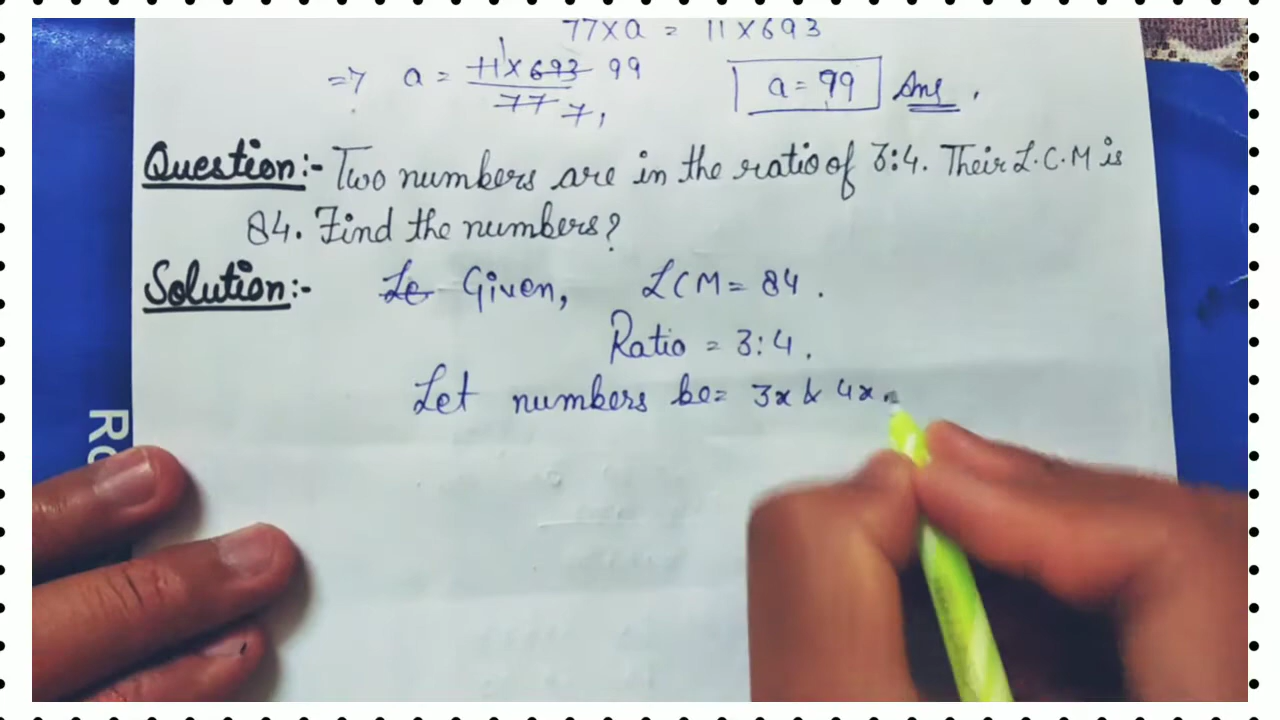 77×a = 11×693
=> a = 11×693 99
77 7,
a = 99 Ans.
Question:- Two numbers are in the ratio of 3:4. Their L.C.M is
84. Find the numbers?
Solution:- Le Given, LCM = 84.
Ratio = 3:4.
Let numbers be= 3x & 4x.
Ro